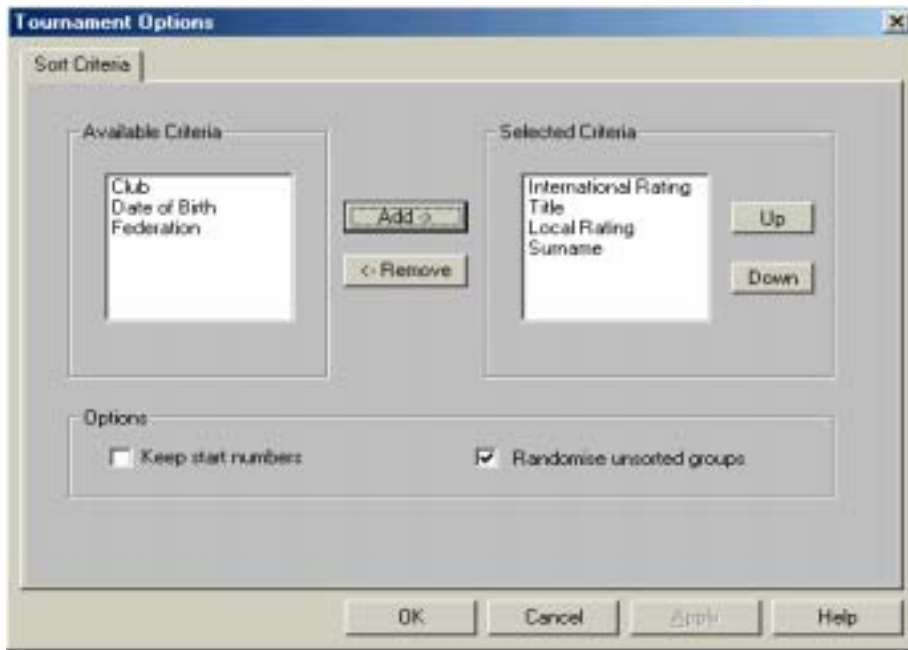 Tournament Options
Sort Criteria
Available Criteria
Club
Date of Birth
Federation
Add ->
<- Remove
Selected Criteria
International Rating
Title
Local Rating
Surname
Up
Down
Options
Keep start numbers
Randomise unsorted groups
OK
Cancel
Apply
Help